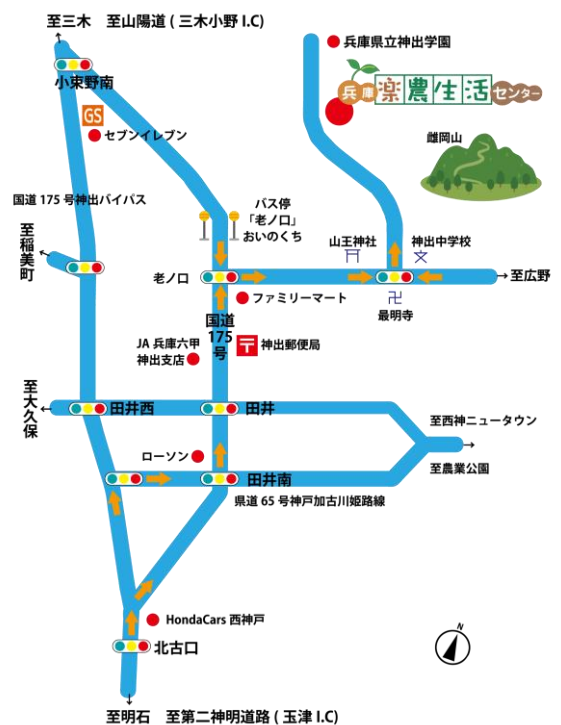 至三木　至山陽道 ( 三木小野 I.C)
小束野南
GS
セブンイレブン
兵庫県立神出学園
兵庫楽農生活センター
雌岡山
国道 175 号神出バイパス
バス停
「老ノ口」
おいのくち
至稲美町
山王神社
神出中学校
文
老ノ口
至広野
卍
最明寺
ファミリーマート
国道
175
号
JA 兵庫六甲
神出支店
〒
神出郵便局
至大久保
田井西
田井
至西神ニュータウン
ローソン
至農業公園
田井南
県道 65 号神戸加古川姫路線
HondaCars 西神戸
北古口
N
至明石　至第二神明道路 ( 玉津 I.C)